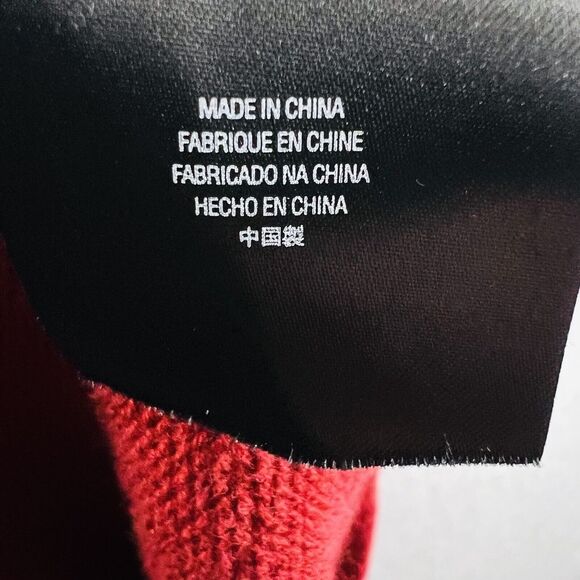 MADE IN CHINA
FABRIQUE EN CHINE
FABRICADO NA CHINA
HECHO EN CHINA
中国製